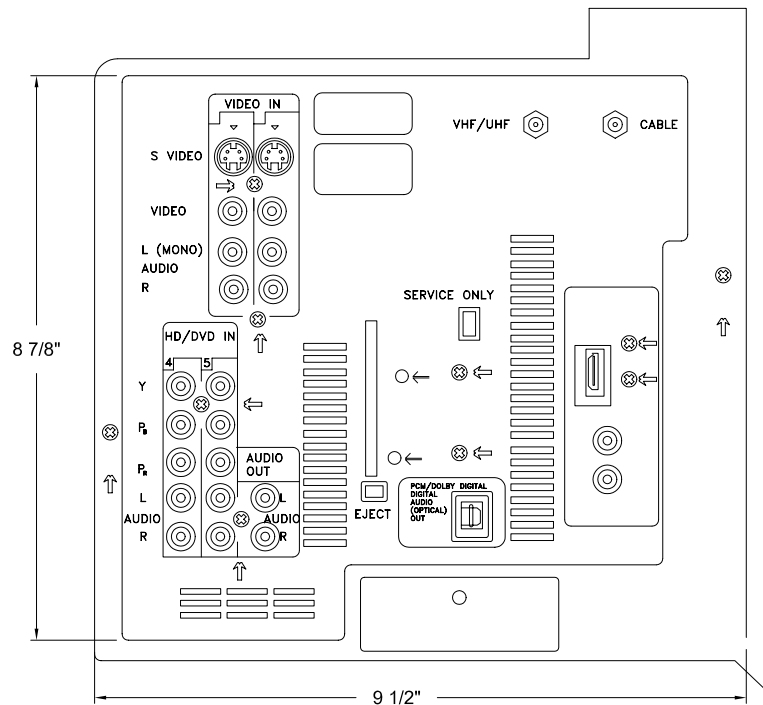 VIDEO IN
VHF/UHF
CABLE
S VIDEO
VIDEO
L (MONO)
AUDIO
R
SERVICE ONLY
8 7/8"
HD/DVD IN
4 5
Y
PB
PR
L
AUDIO
R
AUDIO
OUT
L
AUDIO
R
EJECT
PCM/DOLBY DIGITAL
DIGITAL
AUDIO
(OPTICAL)
OUT
9 1/2"